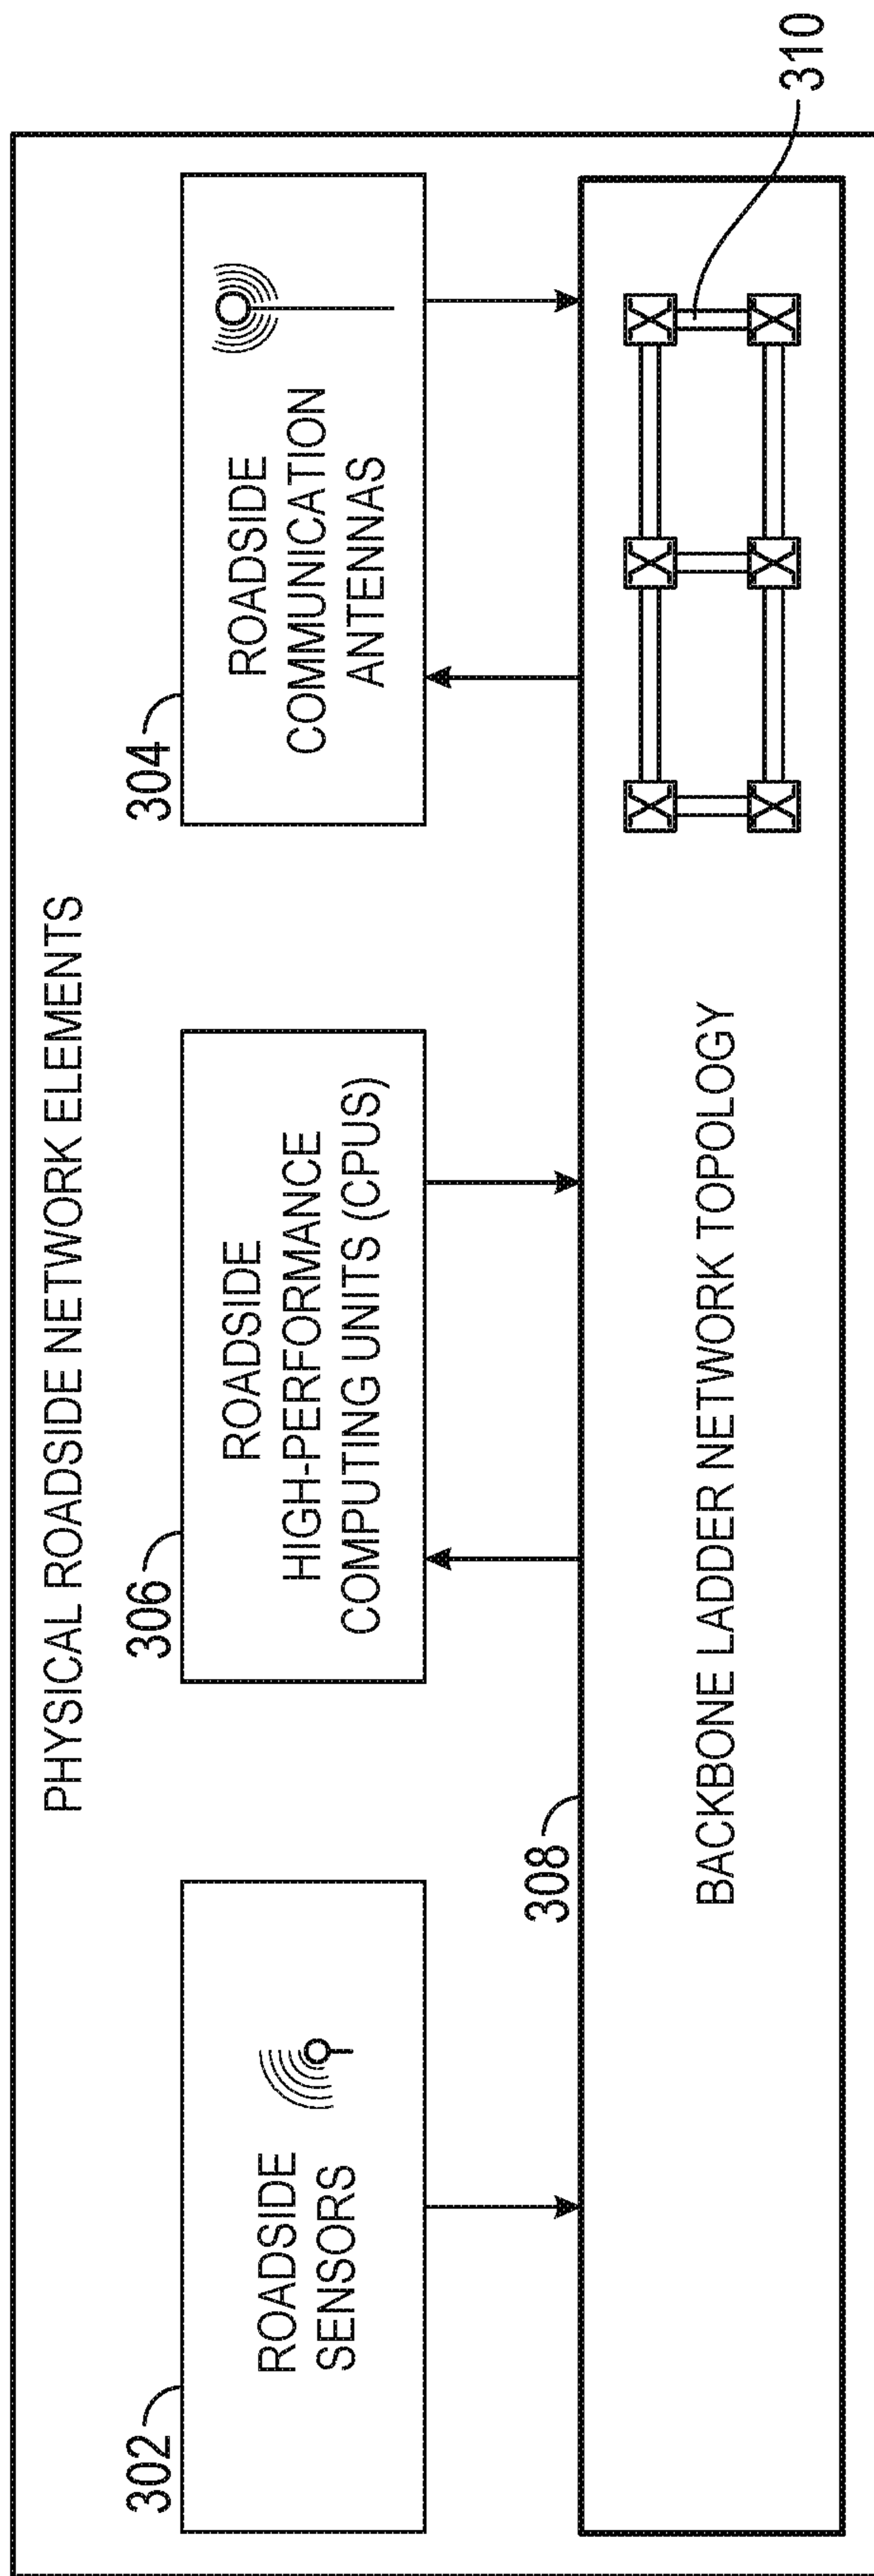 PHYSICAL ROADSIDE NETWORK ELEMENTS
302
ROADSIDE
SENSORS
306
ROADSIDE
HIGH-PERFORMANCE
COMPUTING UNITS (CPUS)
304
ROADSIDE
COMMUNICATION
ANTENNAS
308
BACKBONE LADDER NETWORK TOPOLOGY
310